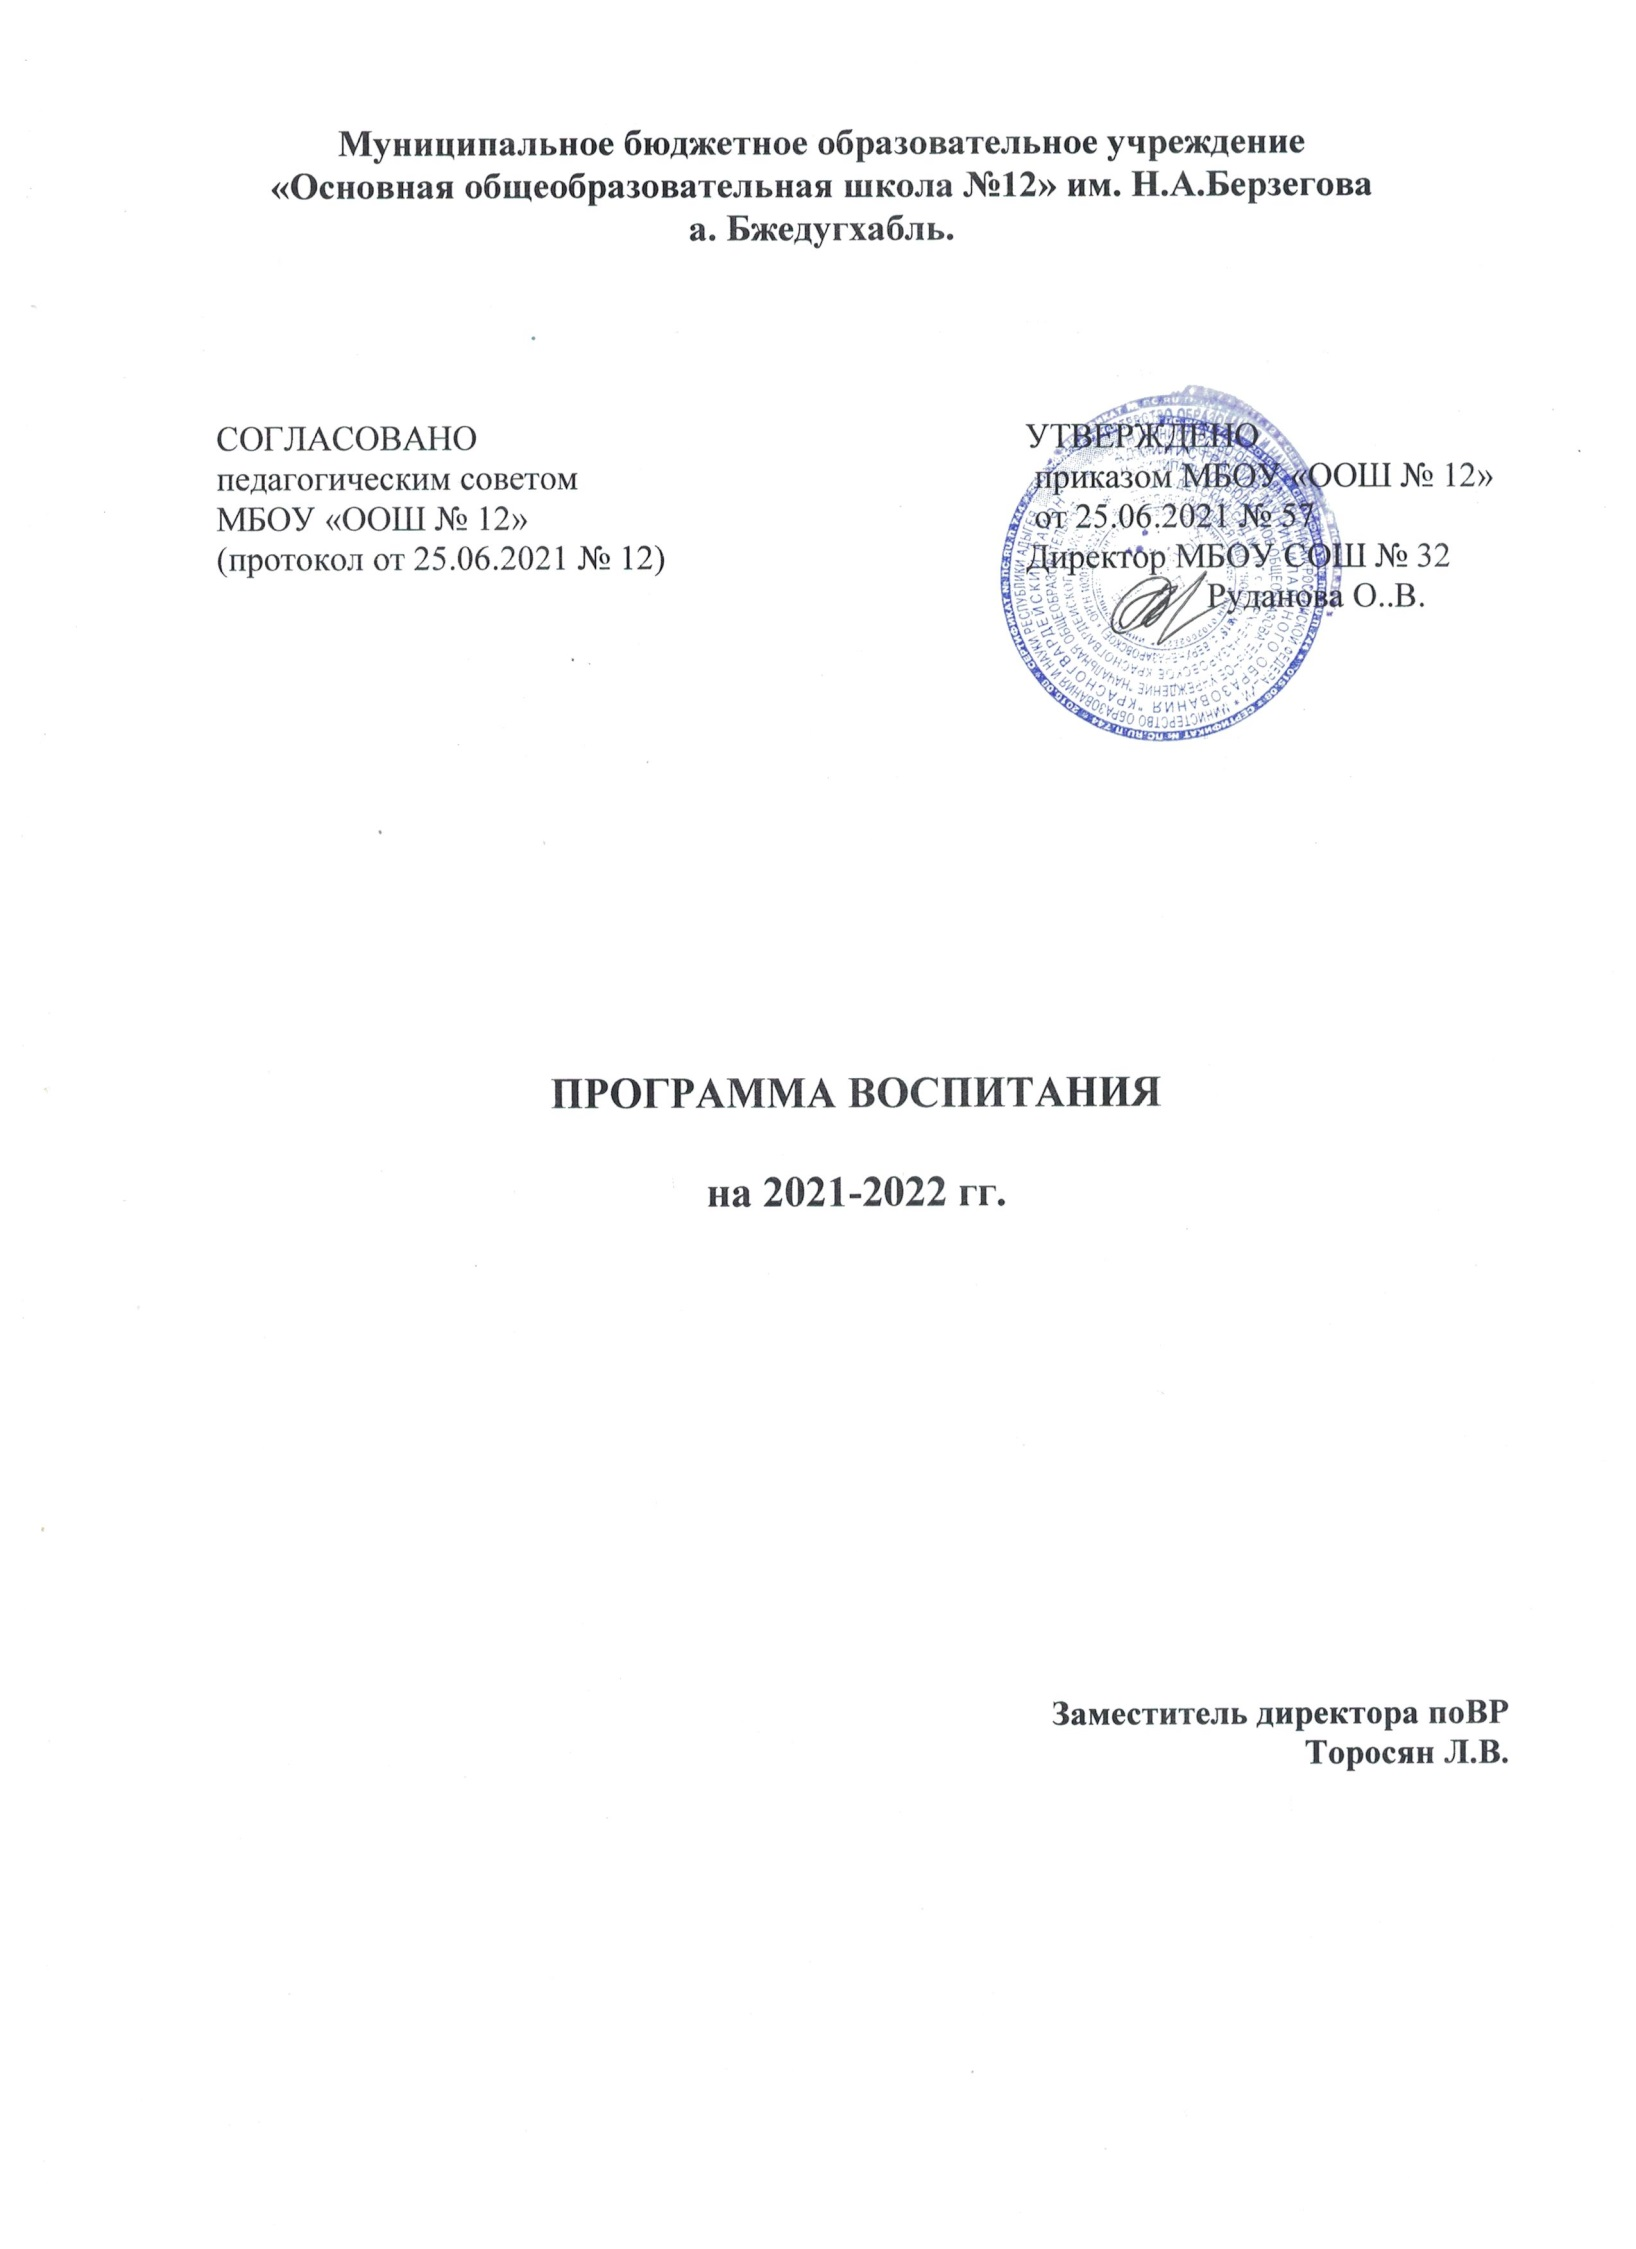 Муниципальное бюджетное образовательное учреждение
«Основная общеобразовательная школа №12» им. Н.А.Берзегова
а. Бжедугхабль.
СОГЛАСОВАНО
педагогическим советом
МБОУ «ООШ № 12»
(протокол от 25.06.2021 № 12)
УТВЕРЖДЕНО
приказом МБОУ «ООШ № 12»
от 25.06.2021 № 57
Директор МБОУ СОШ № 32
Руданова О..В.
ПРОГРАММА ВОСПИТАНИЯ
на 2021-2022 гг.
Заместитель директора поВР
Торосян Л.В.